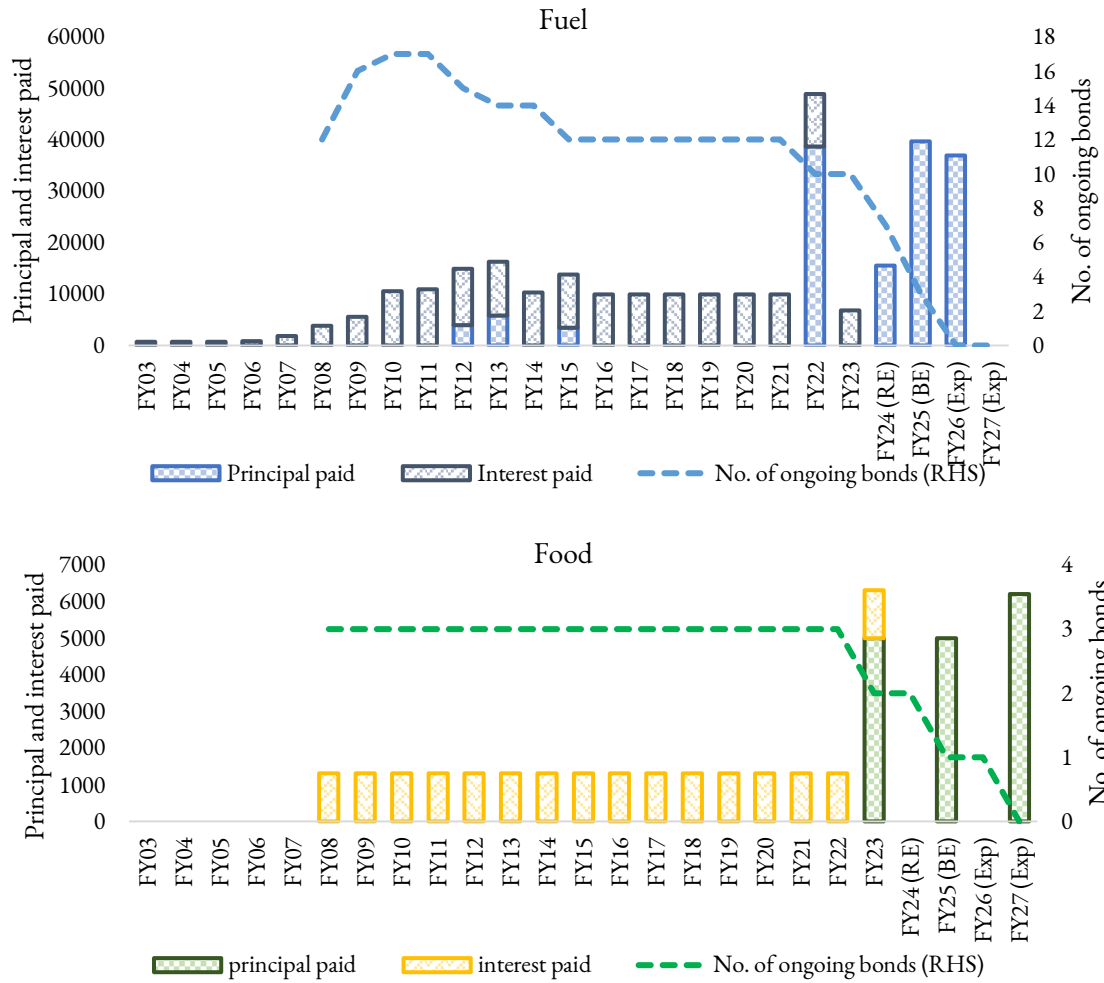 Fuel
Principal and interest paid
60000
50000
40000
30000
20000
10000
0
18
16
14
12
10
8
6
4
2
0
No. of ongoing bonds
FY03
FY04
FY05
FY06
FY07
FY08
FY09
FY10
FY11
FY12
FY13
FY14
FY15
FY16
FY17
FY18
FY19
FY20
FY21
FY22
FY23
FY24 (RE)
FY25 (BE)
FY26 (Exp)
FY27 (Exp)
Principal paid Interest paid No. of ongoing bonds (RHS)
Food
Principal and interest paid
7000
6000
5000
4000
3000
2000
1000
0
4
3
2
1
0
No. of ongoing bonds
FY03
FY04
FY05
FY06
FY07
FY08
FY09
FY10
FY11
FY12
FY13
FY14
FY15
FY16
FY17
FY18
FY19
FY20
FY21
FY22
FY23
FY24 (RE)
FY25 (BE)
FY26 (Exp)
FY27 (Exp)
principal paid interest paid No. of ongoing bonds (RHS)